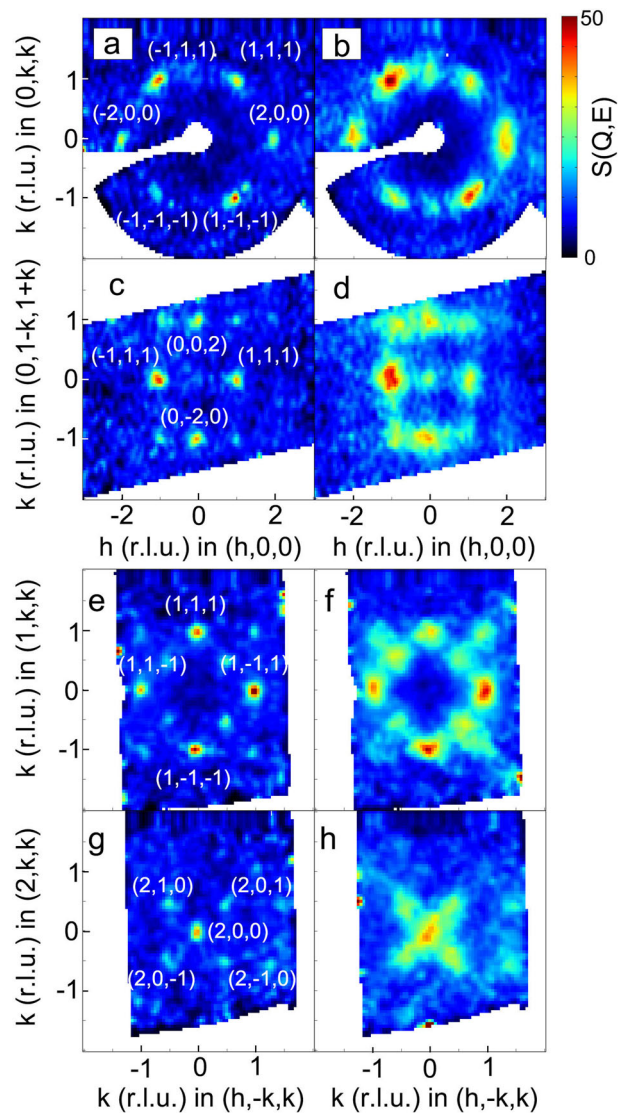 a (-1,1,1) (1,1,1) b 50
1
(-2,0,0) (2,0,0)
0
-1
(-1,-1,-1) (1,-1,-1)
0
k (r.l.u.) in (0,k,k)
S(Q,E)
c d
1
(0,0,2)
(-1,1,1) (1,1,1)
0
(0,-2,0)
-1
k (r.l.u.) in (0,1-k,1+k)
-2 0 2 -2 0 2
h (r.l.u.) in (h,0,0) h (r.l.u.) in (h,0,0)
e f
(1,1,1)
1
(1,1,-1) (1,-1,1)
0
-1
(1,-1,-1)
k (r.l.u.) in (1,k,k)
g h
1
(2,1,0) (2,0,1)
0
(2,0,0)
-1
(2,0,-1) (2,-1,0)
k (r.l.u.) in (2,k,k)
-1 0 1 -1 0 1
k (r.l.u.) in (h,-k,k) k (r.l.u.) in (h,-k,k)